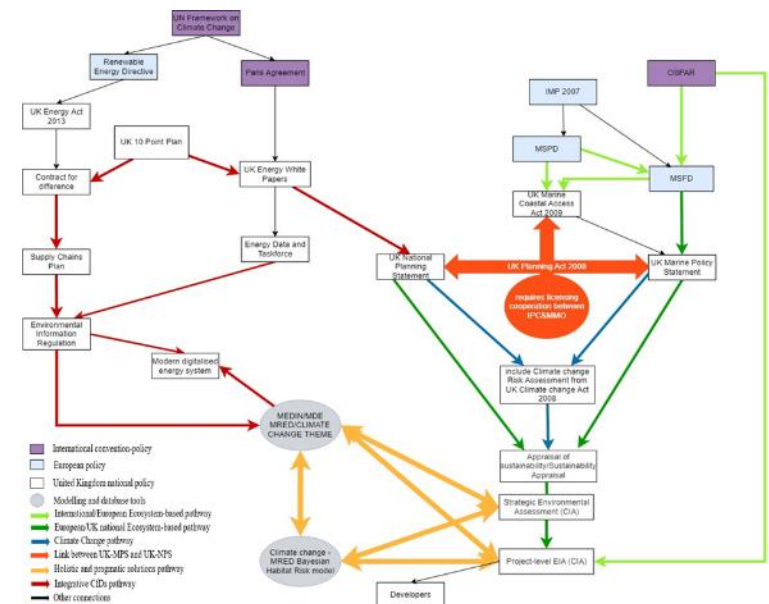 UN Framework on
Climate Change
Renewable
Energy Directive
Paris Agreement
OSPAR
IMP 2007
UK Energy Act
2013
UK 10 Point Plan
MSPD
Contract for
difference
UK Energy White
Papers
MSFD
UK Marine
Coastal Access
Act 2009
Supply Chains
Plan
Energy Data and
Taskforce
UK National
Planning
Statement
UK Planning Act 2008
UK Marine Policy
Statement
requires licensing
cooperation between
IPC&MMO
Environmental
Information
Regulation
Modern digitalised
energy system
include Climate change
Risk Assessment from
UK Climate change Act
2008
MEDIN/MDE
MRED/CLIMATE
CHANGE THEME
Appraisal of
sustainability/Sustainability
Appraisal
Strategic Environmental
Assessment (CIA)
Climate change -
MRED Bayesian
Habitat Risk model
Project-level EIA (CIA)
Developers
International convention-policy
European policy
United Kingdom national policy
Modelling and database tools
International/European Ecosystem-based pathway
European/UK national Ecosystem-based pathway
Climate Change pathway
Link between UK-MPS and UK-NPS
Holistic and pragmatic solutions pathway
Integrative CfDs pathway
Other connections